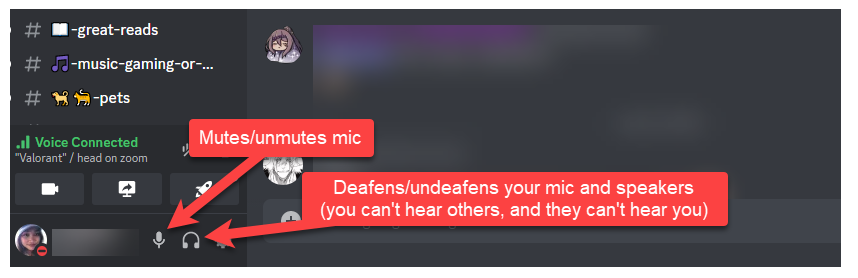 # 📖-great-reads
# 🎵-music-gaming-or-...
# 🐕 🐈-pets
Voice Connected
"Valorant" / head on zoom
Mutes/unmutes mic
Deafens/undeafens your mic and speakers
(you can't hear others, and they can't hear you)